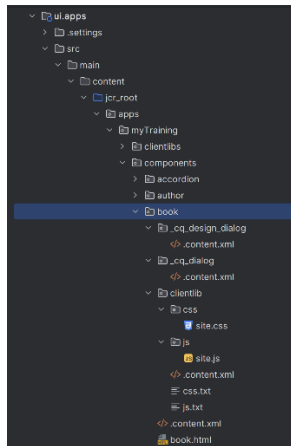 ui.apps
.settings
src
main
content
jcr_root
apps
myTraining
clientlibs
components
accordion
author
book
_cq_design_dialog
.content.xml
_cq_dialog
.content.xml
clientlib
css
site.css
js
site.js
.content.xml
css.txt
js.txt
.content.xml
book.html